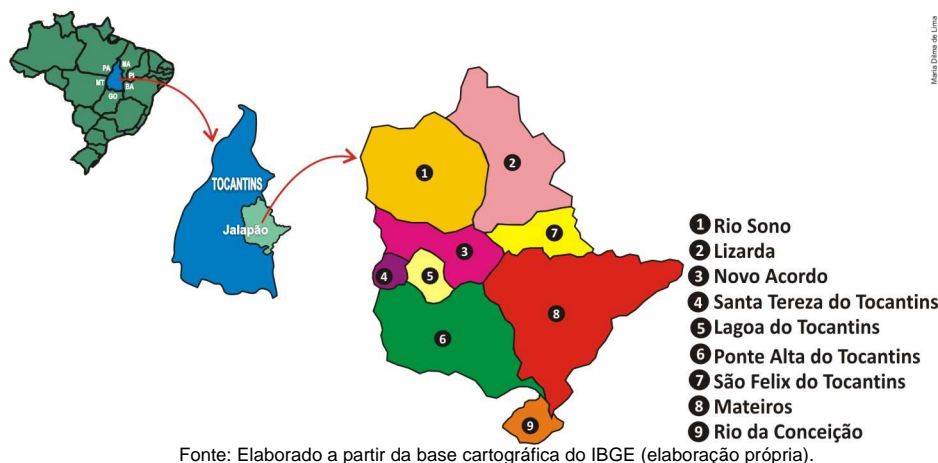 Maria Dilma de Lima
PA
MA
PI
MT
BA
GO
TOCANTINS
Jalapão
1
2
3
4
5
6
7
8
9
1 Rio Sono
2 Lizarda
3 Novo Acordo
4 Santa Tereza do Tocantins
5 Lagoa do Tocantins
6 Ponte Alta do Tocantins
7 São Felix do Tocantins
8 Mateiros
9 Rio da Conceição
Fonte: Elaborado a partir da base cartográfica do IBGE (elaboração própria).